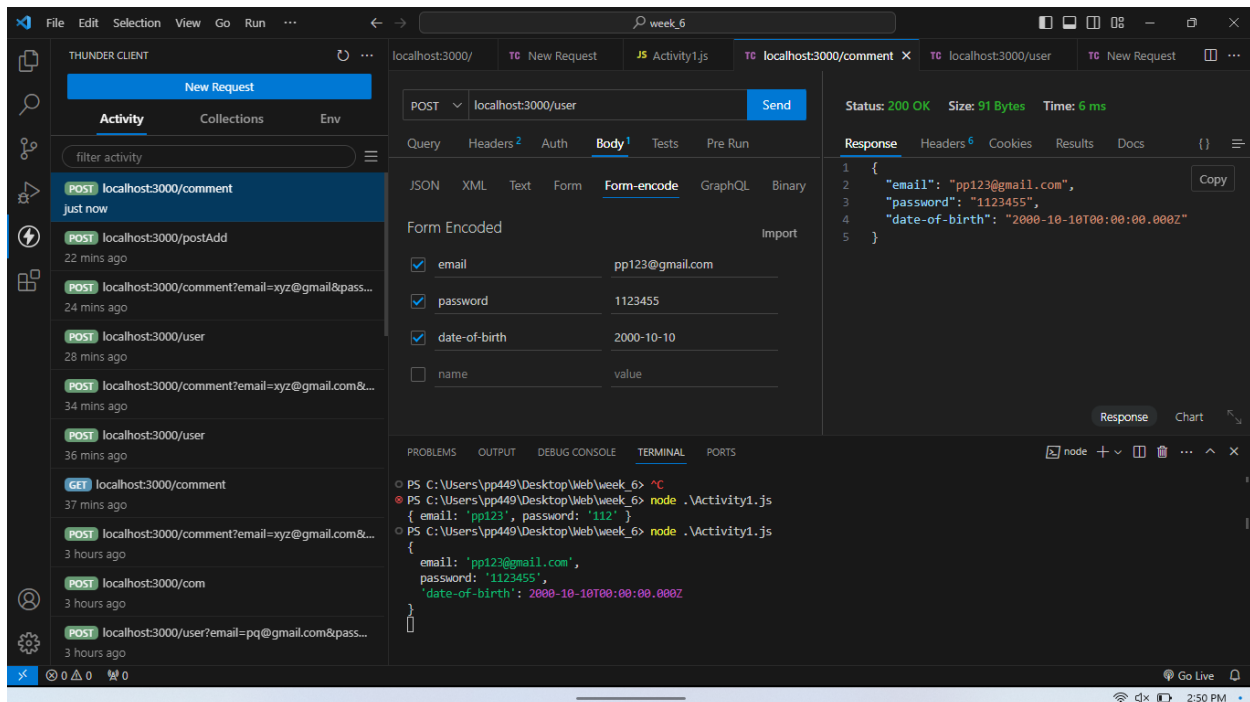 File Edit Selection View Go Run ··· ← → week_6
THUNDER CLIENT
New Request
Activity Collections Env
filter activity
POST localhost:3000/comment
just now
POST localhost:3000/postAdd
22 mins ago
POST localhost:3000/comment?email=xyz@gmail&pass...
24 mins ago
POST localhost:3000/user
28 mins ago
POST localhost:3000/comment?email=xyz@gmail.com&...
34 mins ago
POST localhost:3000/user
36 mins ago
GET localhost:3000/comment
37 mins ago
POST localhost:3000/comment?email=xyz@gmail.com&...
3 hours ago
POST localhost:3000/com
3 hours ago
POST localhost:3000/user?email=pq@gmail.com&pass...
3 hours ago
localhost:3000/ TC New Request JS Activity1.js TC localhost:3000/comment TC localhost:3000/user TC New Request
POST localhost:3000/user Send
Query Headers 2 Auth Body 1 Tests Pre Run
JSON XML Text Form Form-encode GraphQL Binary
Form Encoded Import
email pp123@gmail.com
password 1123455
date-of-birth 2000-10-10
name value
Status: 200 OK Size: 91 Bytes Time: 6 ms
Response Headers 6 Cookies Results Docs {}
1 {
2 "email": "pp123@gmail.com",
3 "password": "1123455",
4 "date-of-birth": "2000-10-10T00:00:00.000Z"
5 }
Copy
Response Chart
PROBLEMS OUTPUT DEBUG CONSOLE TERMINAL PORTS node
PS C:\Users\pp449\Desktop\Web\week_6> ^C
PS C:\Users\pp449\Desktop\Web\week_6> node .\Activity1.js
{ email: 'pp123', password: '112' }
PS C:\Users\pp449\Desktop\Web\week_6> node .\Activity1.js
{
email: 'pp123@gmail.com',
password: '1123455',
'date-of-birth': 2000-10-10T00:00:00.000Z
}
0 0 0 Go Live
2:50 PM